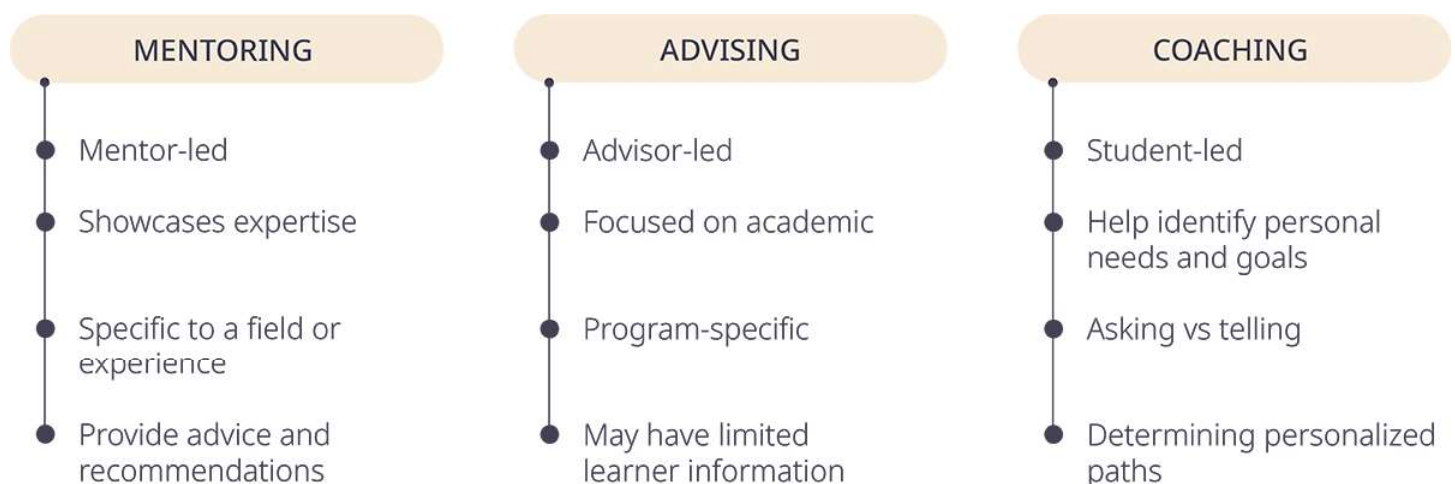 MENTORING
Mentor-led
Showcases expertise
Specific to a field or
experience
Provide advice and
recommendations
ADVISING
Advisor-led
Focused on academic
Program-specific
May have limited
learner information
COACHING
Student-led
Help identify personal
needs and goals
Asking vs telling
Determining personalized
paths